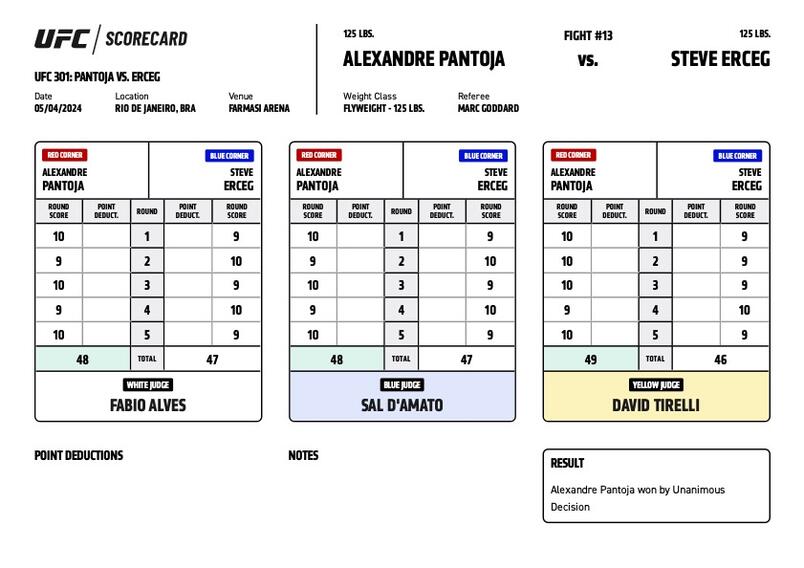 UFC / SCORECARD
UFC 301: PANTOJA VS. ERCEG
Date Location Venue
05/04/2024 RIO DE JANEIRO, BRA FARMASI ARENA
125 LBS. FIGHT #13 125 LBS.
ALEXANDRE PANTOJA vs. STEVE ERCEG
Weight Class Referee
FLYWEIGHT - 125 LBS. MARC GODDARD
RED CORNER BLUE CORNER
ALEXANDRE STEVE
PANTOJA ERCEG
ROUND SCORE POINT DEDUCT. ROUND POINT DEDUCT. ROUND SCORE
10 1 9
9 2 10
10 3 9
9 4 10
10 5 9
48 TOTAL 47
WHITE JUDGE
FABIO ALVES
RED CORNER BLUE CORNER
ALEXANDRE STEVE
PANTOJA ERCEG
ROUND SCORE POINT DEDUCT. ROUND POINT DEDUCT. ROUND SCORE
10 1 9
9 2 10
10 3 9
9 4 10
10 5 9
48 TOTAL 47
BLUE JUDGE
SAL D'AMATO
RED CORNER BLUE CORNER
ALEXANDRE STEVE
PANTOJA ERCEG
ROUND SCORE POINT DEDUCT. ROUND POINT DEDUCT. ROUND SCORE
10 1 9
10 2 9
10 3 9
9 4 10
10 5 9
49 TOTAL 46
YELLOW JUDGE
DAVID TIRELLI
POINT DEDUCTIONS
NOTES
RESULT
Alexandre Pantoja won by Unanimous
Decision